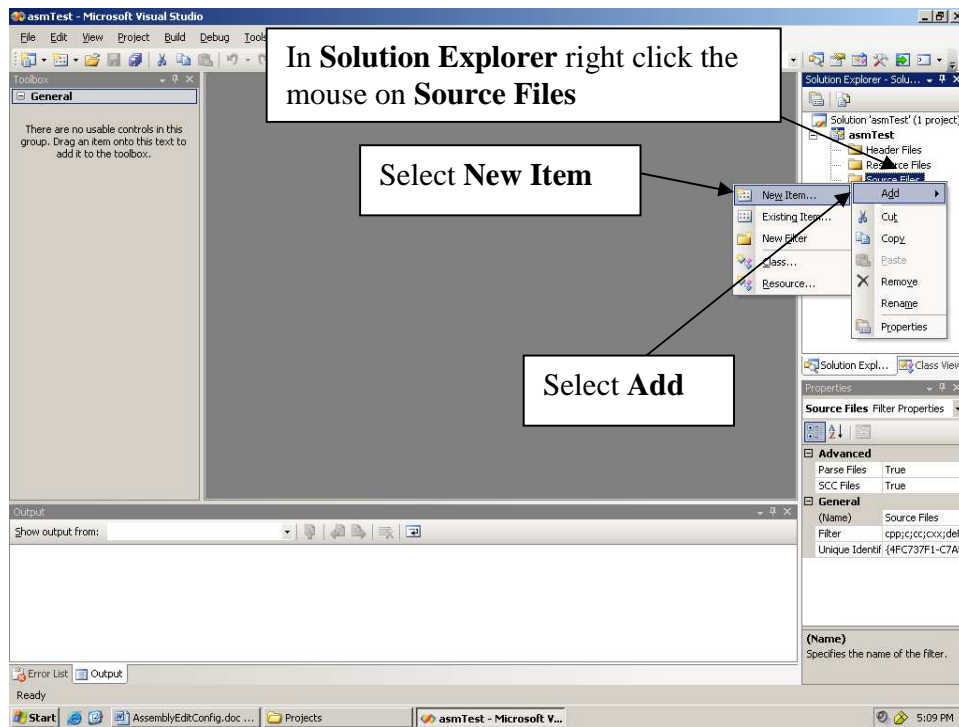 asmTest - Microsoft Visual Studio
File Edit View Project Build Debug Tools
In Solution Explorer right click the
mouse on Source Files
Toolbox
General
There are no usable controls in this
group. Drag an item onto this text to
add it to the toolbox.
Solution Explorer - Solu...
Solution 'asmTest' (1 project)
asmTest
Header Files
Resource Files
Source Files
Select New Item
New Item...
Existing Item...
New Filter
Class...
Resource...
Add
Cut
Copy
Paste
Remove
Rename
Properties
Select Add
Solution Expl... Class View
Properties
Source Files Filter Properties
Advanced
Parse Files True
SCC Files True
General
(Name) Source Files
Filter cpp;c;cc;cxx;def
Unique Identif {4FC737F1-C7A5
(Name)
Specifies the name of the filter.
Output
Show output from:
Error List Output
Ready
Start AssemblyEditConfig.doc ... Projects asmTest - Microsoft V... 5:09 PM